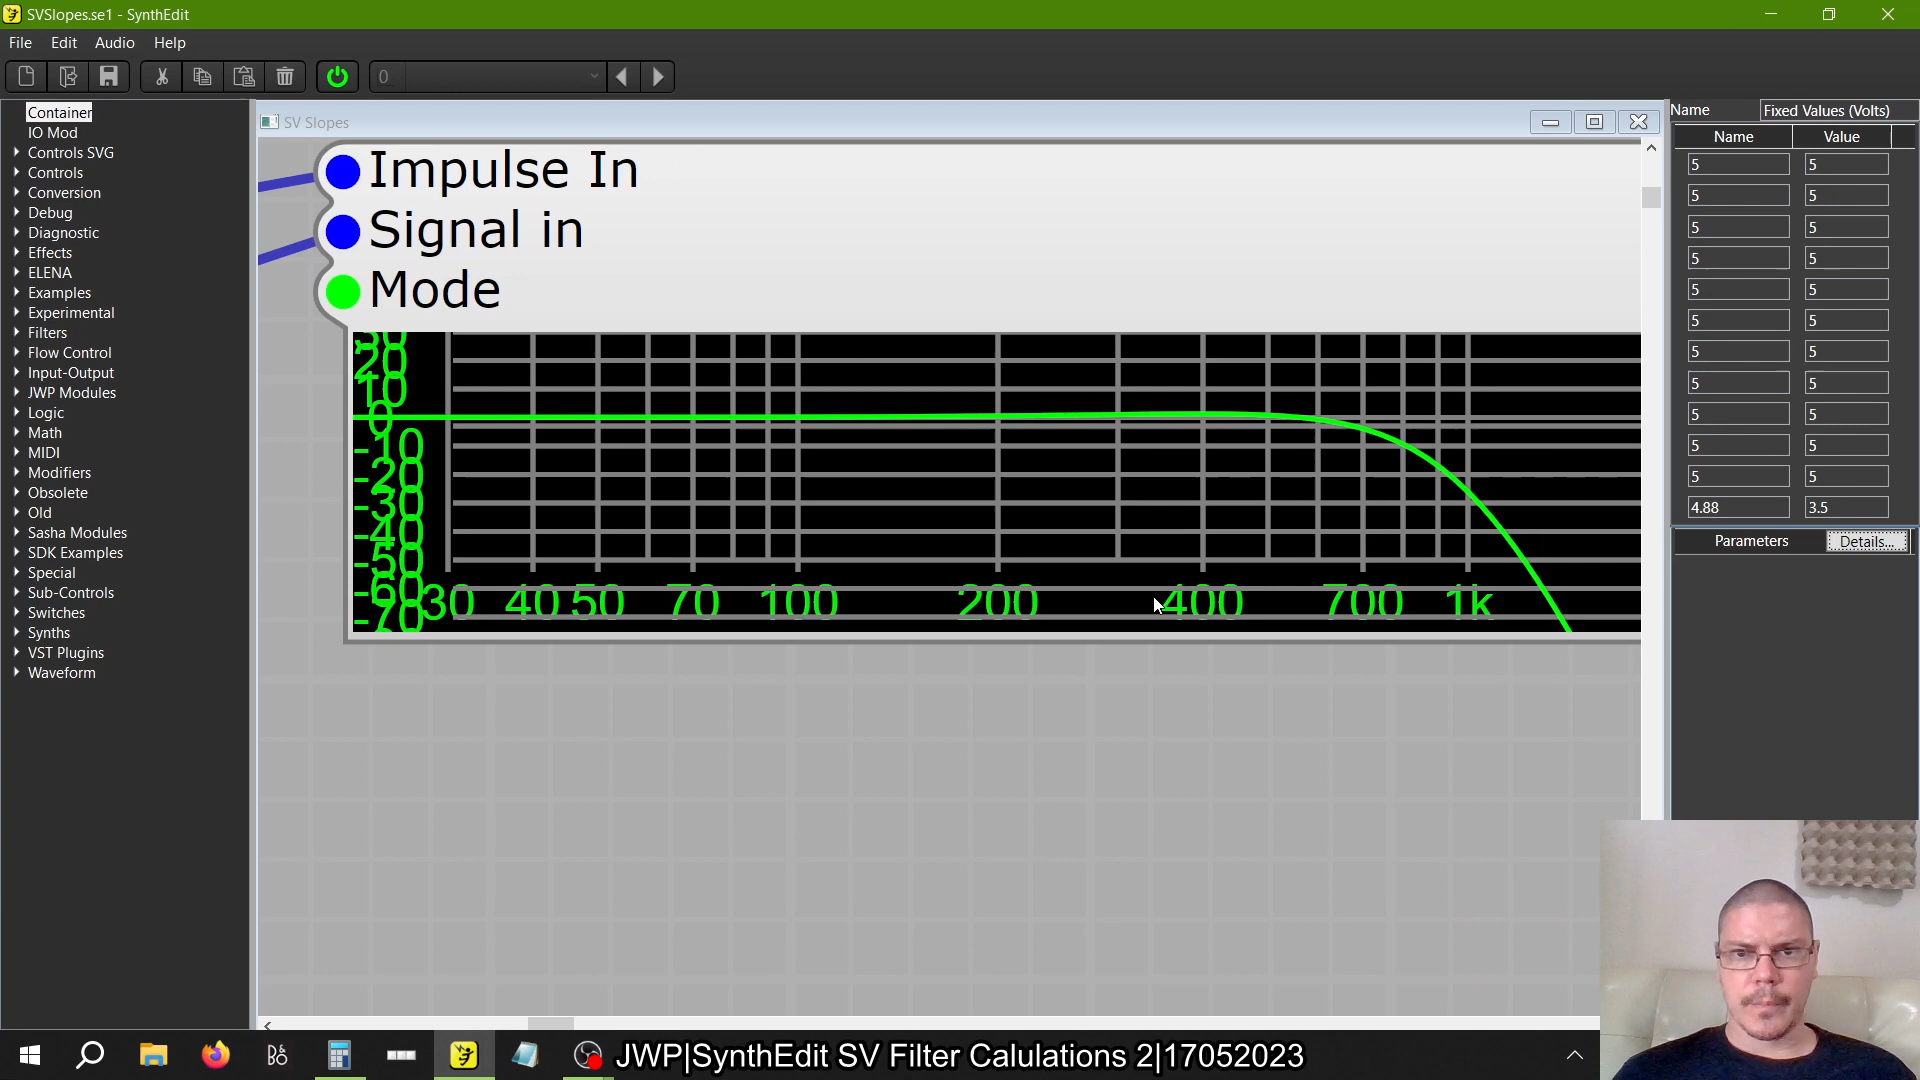 SVSlopes.se1 - SynthEdit
File Edit Audio Help
0
Container
IO Mod
Controls SVG
Controls
Conversion
Debug
Diagnostic
Effects
ELENA
Examples
Experimental
Filters
Flow Control
Input-Output
JWP Modules
Logic
Math
MIDI
Modifiers
Obsolete
Old
Sasha Modules
SDK Examples
Special
Sub-Controls
Switches
Synths
VST Plugins
Waveform
SV Slopes
Impulse In
Signal in
Mode
30
20
10
0
-10
-20
-30
-40
-50
-60
-70
30 40 50 70 100 200 400 700 1k
Name Fixed Values (Volts)
Name Value
5 5
5 5
5 5
5 5
5 5
5 5
5 5
5 5
5 5
5 5
5 5
4.88 3.5
Parameters Details...
JWP|SynthEdit SV Filter Calulations 2|17052023